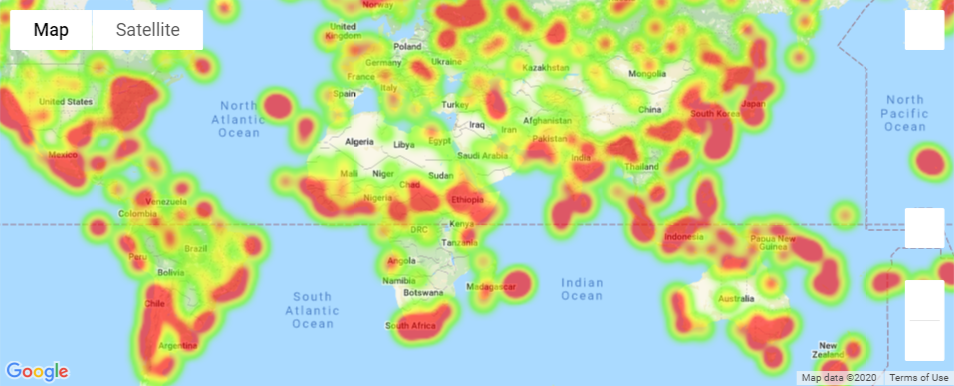 Norway
Map
Satellite
United
Kingdom
Poland
Germany
Ukraine
France
Italy
Kazakhstan
Mongolia
United States
Spain
Turkey
North
Atlantic
Ocean
China
South Korea
Japan
North
Pacific
Ocean
Iraq
Iran
Afghanistan
Pakistan
Algeria
Libya
Egypt
Saudi Arabia
India
Thailand
Mexico
Mali
Niger
Chad
Sudan
Venezuela
Colombia
Nigeria
Ethiopia
DRC
Kenya
Tanzania
Indonesia
Papua New
Guinea
Brazil
Peru
Bolivia
Angola
Namibia
Botswana
Madagascar
Indian
Ocean
Chile
South
Atlantic
Ocean
Australia
South Africa
Argentina
New
Zealand
Google
Map data ©2020
Terms of Use